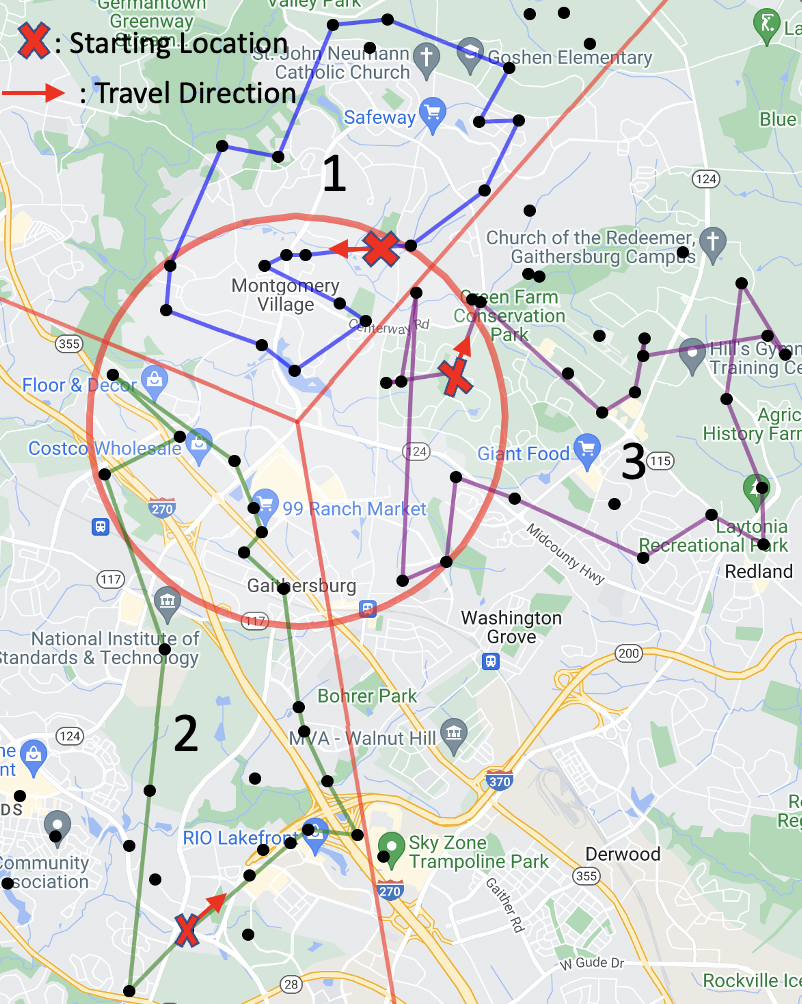 Germantown
Greenway
Stream...
Valley Park
: Starting Location
St. John Neumann
Catholic Church
Goshen Elementary
: Travel Direction
Safeway
Blue
124
1
Church of the Redeemer,
Gaithersburg Campus
Montgomery
Village
Green Farm
Conservation
Park
Centerway Rd
355
Hill's Gymn
Training Ce
Floor & Decor
Agric
History Farm
Costco Wholesale
124
Giant Food
3
115
270
99 Ranch Market
Laytonia
Recreational Park
Midcounty Hwy
Redland
117
Gaithersburg
117
Washington
Grove
National Institute of
Standards & Technology
200
Bohrer Park
2
124
MVA - Walnut Hill
370
DS
RIO Lakefront
Sky Zone
Trampoline Park
Derwood
Community
ssociation
355
270
Gaither Rd
W Gude Dr
28
Rockville Ice